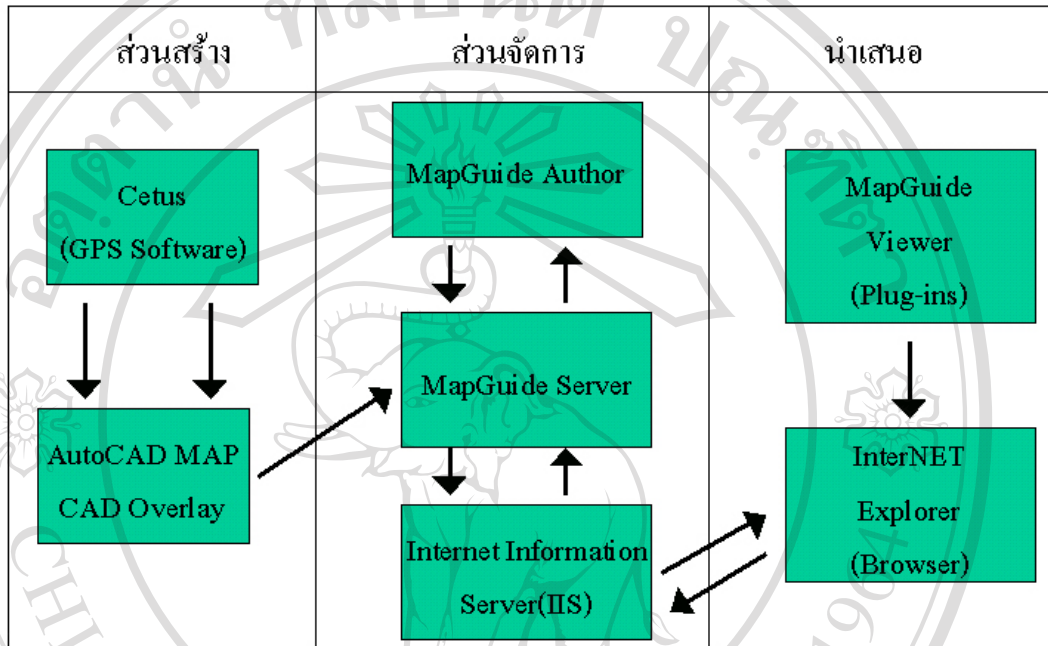 ส่วนสร้าง
ส่วนจัดการ
นำเสนอ
Cetus
(GPS Software)
AutoCAD MAP
CAD Overlay
MapGuide Author
MapGuide Server
Internet Information
Server(IIS)
MapGuide
Viewer
(Plug-ins)
InterNET
Explorer
(Browser)